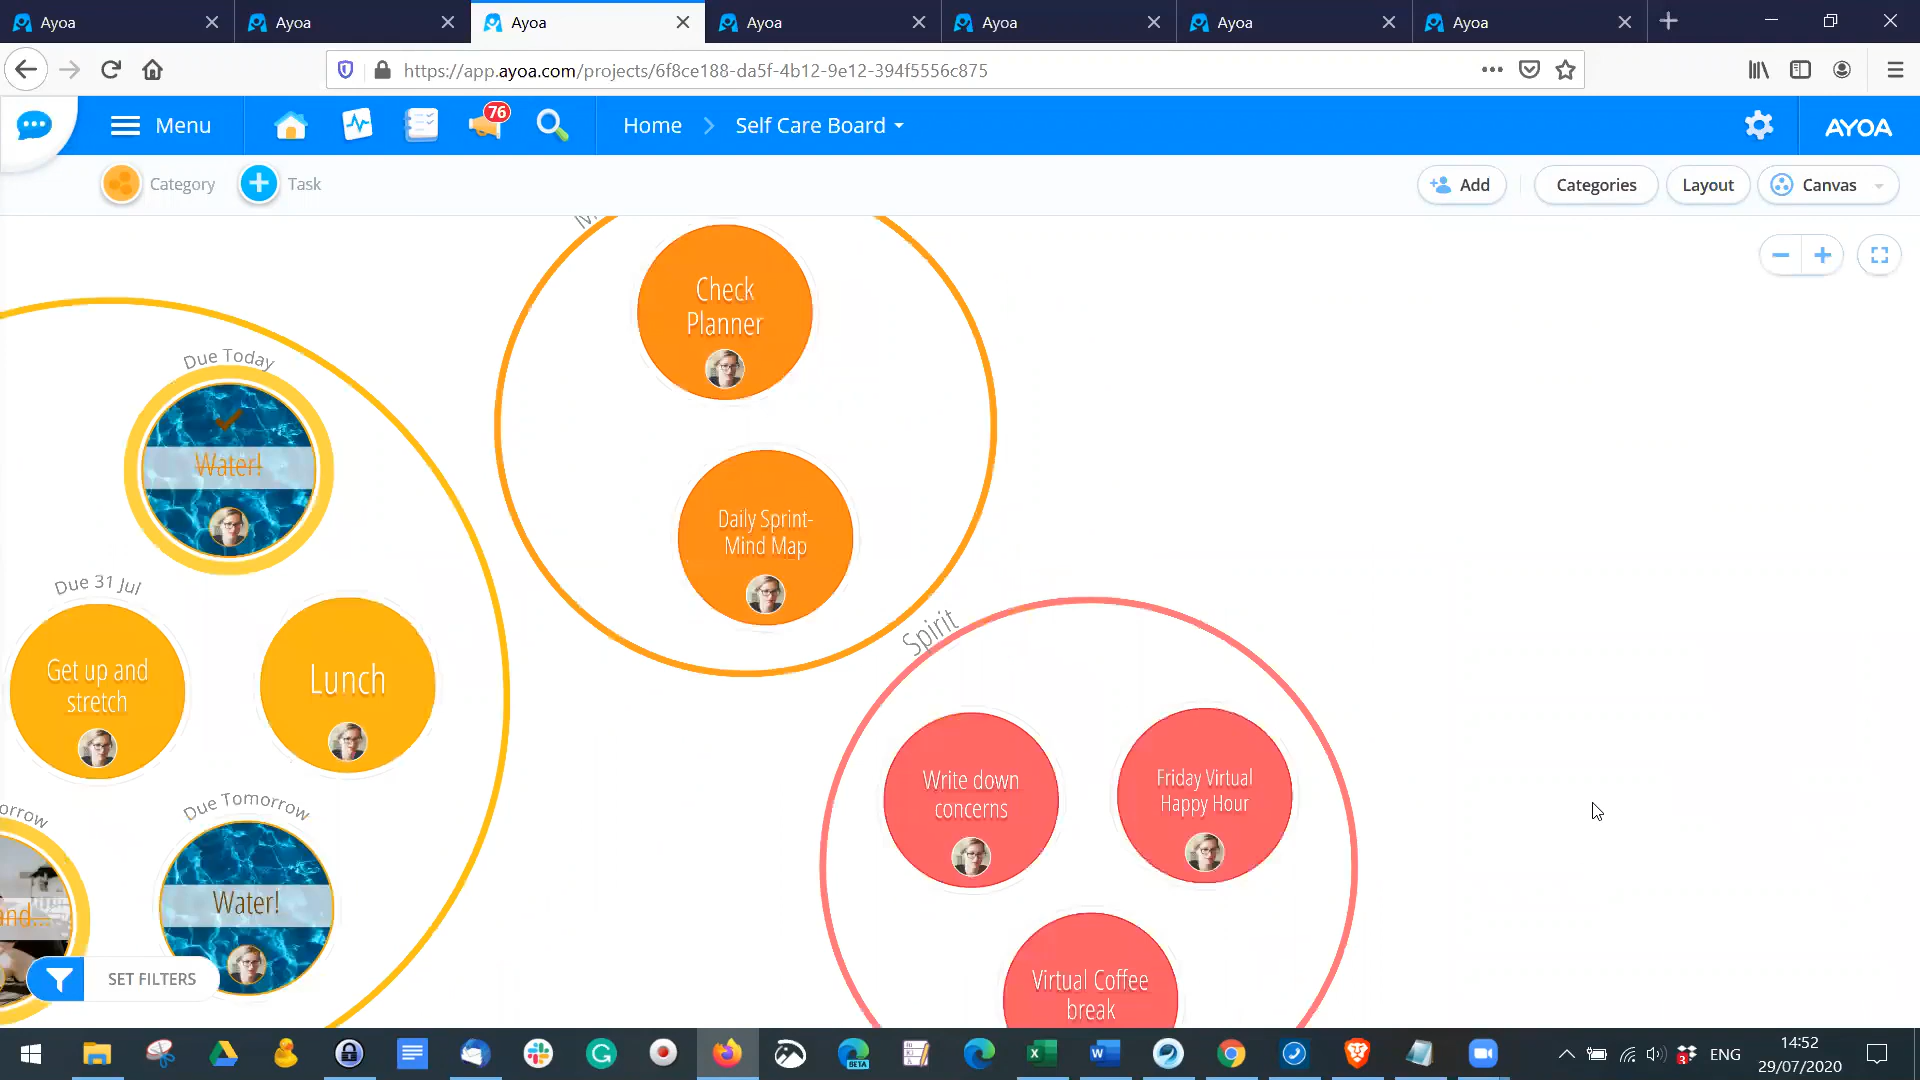 Ayoa
Ayoa
Ayoa
Ayoa
Ayoa
Ayoa
Ayoa
https://app.ayoa.com/projects/6f8ce188-da5f-4b12-9e12-394f5556c875
Menu
76
Home
Self Care Board
AYOA
Category
Task
Add
Categories
Layout
Canvas
Check
Planner
Daily Sprint-
Mind Map
Due Today
Water!
Due 31 Jul
Get up and
stretch
Lunch
Due Tomorrow
Water!
Spirit
Write down
concerns
Friday Virtual
Happy Hour
Virtual Coffee
break
SET FILTERS
BETA
3
ENG
14:52
29/07/2020